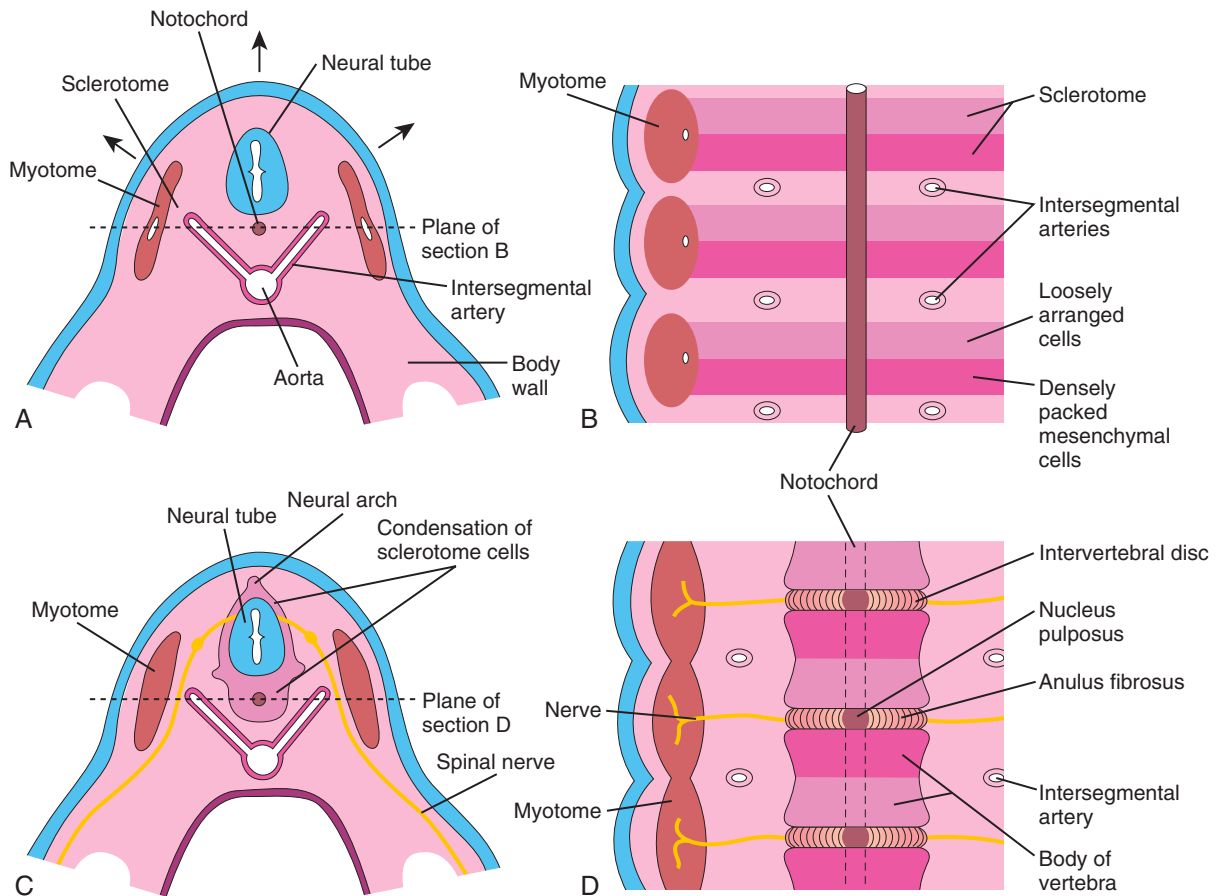 Notochord
Neural tube
Sclerotome
Myotome
Plane of
section B
Intersegmental
artery
Aorta
Body
wall
A
Myotome
Sclerotome
Intersegmental
arteries
Loosely
arranged
cells
Densely
packed
mesenchymal
cells
B
Notochord
Neural arch
Neural tube
Condensation of
sclerotome cells
Myotome
Plane of
section D
Spinal nerve
C
Intervertebral disc
Nucleus
pulposus
Anulus fibrosus
Nerve
Myotome
Intersegmental
artery
Body of
vertebra
D